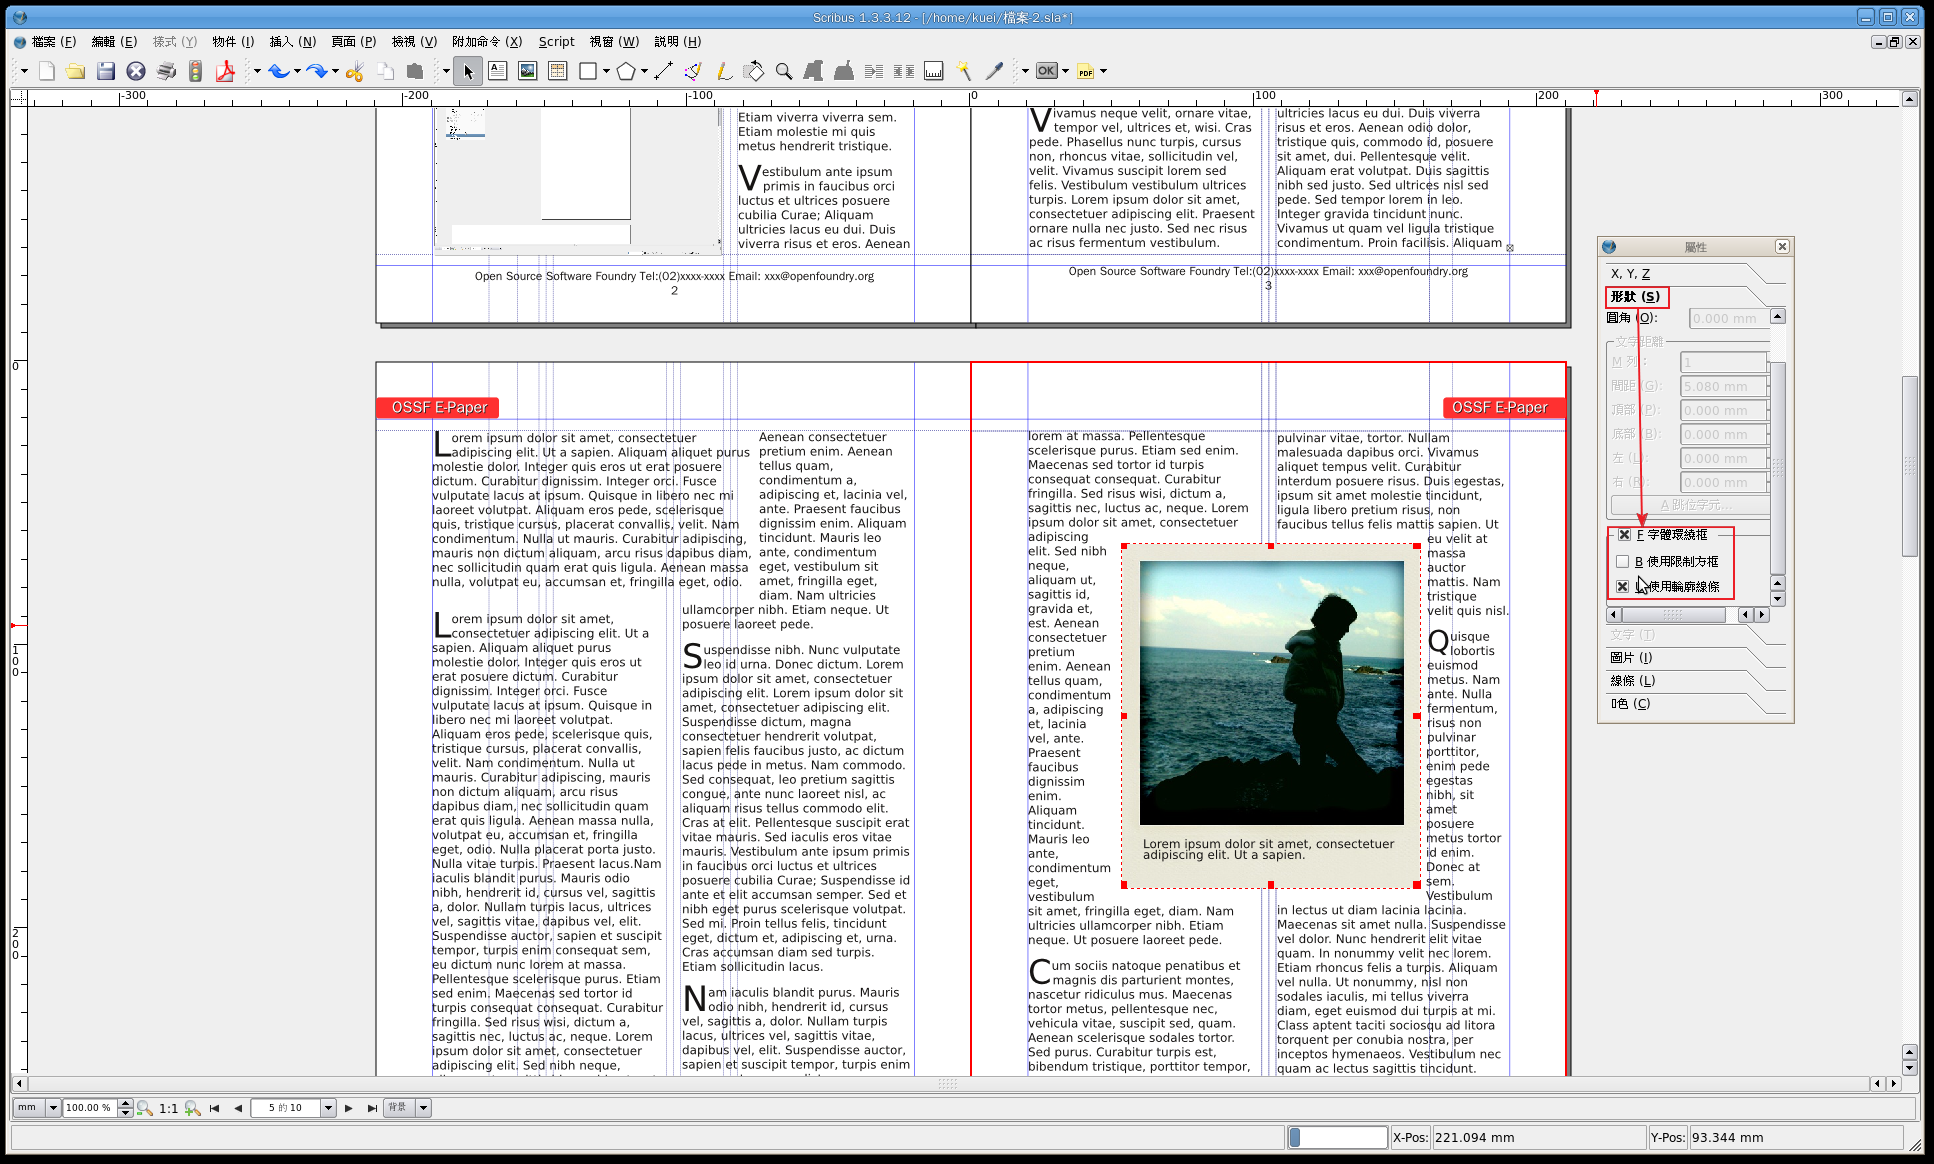 Scribus 1.3.3.12 - [/home/kuei/檔案-2.sla*]
檔案 (F) 編輯 (E) 樣式 (Y) 物件 (I) 插入 (N) 頁面 (P) 檢視 (V) 附加命令 (X) Script 視窗 (W) 説明 (H)
OK PDF
-300 -200 -100 0 100 200 300
Etiam viverra viverra sem.
Etiam molestie mi quis
metus hendrerit tristique.
Vestibulum ante ipsum
primis in faucibus orci
luctus et ultrices posuere
cubilia Curae; Aliquam
ultricies lacus eu dui. Duis
viverra risus et eros. Aenean
Open Source Software Foundry Tel:(02)xxxx-xxxx Email: xxx@openfoundry.org
2
Vivamus neque velit, ornare vitae,
tempor vel, ultrices et, wisi. Cras
pede. Phasellus nunc turpis, cursus
non, rhoncus vitae, sollicitudin vel,
velit. Vivamus suscipit lorem sed
felis. Vestibulum vestibulum ultrices
turpis. Lorem ipsum dolor sit amet,
consectetuer adipiscing elit. Praesent
ornare nulla nec justo. Sed nec risus
ac risus fermentum vestibulum.
ultricies lacus eu dui. Duis viverra
risus et eros. Aenean odio dolor,
tristique quis, commodo id, posuere
sit amet, dui. Pellentesque velit.
Aliquam erat volutpat. Duis sagittis
nibh sed justo. Sed ultrices nisl sed
pede. Sed tempor lorem in leo.
Integer gravida tincidunt nunc.
Vivamus ut quam vel ligula tristique
condimentum. Proin facilisis. Aliquam
Open Source Software Foundry Tel:(02)xxxx-xxxx Email: xxx@openfoundry.org
3
0
100
200
OSSF E-Paper
Lorem ipsum dolor sit amet, consectetuer
adipiscing elit. Ut a sapien. Aliquam aliquet purus
molestie dolor. Integer quis eros ut erat posuere
dictum. Curabitur dignissim. Integer orci. Fusce
vulputate lacus at ipsum. Quisque in libero nec mi
laoreet volutpat. Aliquam eros pede, scelerisque
quis, tristique cursus, placerat convallis, velit. Nam
condimentum. Nulla ut mauris. Curabitur adipiscing,
mauris non dictum aliquam, arcu risus dapibus diam,
nec sollicitudin quam erat quis ligula. Aenean massa
nulla, volutpat eu, accumsan et, fringilla eget, odio.
Lorem ipsum dolor sit amet,
consectetuer adipiscing elit. Ut a
sapien. Aliquam aliquet purus
molestie dolor. Integer quis eros ut
erat posuere dictum. Curabitur
dignissim. Integer orci. Fusce
vulputate lacus at ipsum. Quisque in
libero nec mi laoreet volutpat.
Aliquam eros pede, scelerisque quis,
tristique cursus, placerat convallis,
velit. Nam condimentum. Nulla ut
mauris. Curabitur adipiscing, mauris
non dictum aliquam, arcu risus
dapibus diam, nec sollicitudin quam
erat quis ligula. Aenean massa nulla,
volutpat eu, accumsan et, fringilla
eget, odio. Nulla placerat porta justo.
Nulla vitae turpis. Praesent lacus.Nam
iaculis blandit purus. Mauris odio
nibh, hendrerit id, cursus vel, sagittis
a, dolor. Nullam turpis lacus, ultrices
vel, sagittis vitae, dapibus vel, elit.
Suspendisse auctor, sapien et suscipit
tempor, turpis enim consequat sem,
eu dictum nunc lorem at massa.
Pellentesque scelerisque purus. Etiam
sed enim. Maecenas sed tortor id
turpis consequat consequat. Curabitur
fringilla. Sed risus wisi, dictum a,
sagittis nec, luctus ac, neque. Lorem
ipsum dolor sit amet, consectetuer
adipiscing elit. Sed nibh neque,
Aenean consectetuer
pretium enim. Aenean
tellus quam,
condimentum a,
adipiscing et, lacinia vel,
ante. Praesent faucibus
dignissim enim. Aliquam
tincidunt. Mauris leo
ante, condimentum
eget, vestibulum sit
amet, fringilla eget,
diam. Nam ultricies
ullamcorper nibh. Etiam neque. Ut
posuere laoreet pede.
Suspendisse nibh. Nunc vulputate
leo id urna. Donec dictum. Lorem
ipsum dolor sit amet, consectetuer
adipiscing elit. Lorem ipsum dolor sit
amet, consectetuer adipiscing elit.
Suspendisse dictum, magna
consectetuer hendrerit volutpat,
sapien felis faucibus justo, ac dictum
lacus pede in metus. Nam commodo.
Sed consequat, leo pretium sagittis
congue, ante nunc laoreet nisl, ac
aliquam risus tellus commodo elit.
Cras at elit. Pellentesque suscipit erat
vitae mauris. Sed iaculis eros vitae
mauris. Vestibulum ante ipsum primis
in faucibus orci luctus et ultrices
posuere cubilia Curae; Suspendisse id
ante et elit accumsan semper. Sed et
nibh eget purus scelerisque volutpat.
Sed mi. Proin tellus felis, tincidunt
eget, dictum et, adipiscing et, urna.
Cras accumsan diam sed turpis.
Etiam sollicitudin lacus.
Nam iaculis blandit purus. Mauris
odio nibh, hendrerit id, cursus
vel, sagittis a, dolor. Nullam turpis
lacus, ultrices vel, sagittis vitae,
dapibus vel, elit. Suspendisse auctor,
sapien et suscipit tempor, turpis enim
OSSF E-Paper
lorem at massa. Pellentesque
scelerisque purus. Etiam sed enim.
Maecenas sed tortor id turpis
consequat consequat. Curabitur
fringilla. Sed risus wisi, dictum a,
sagittis nec, luctus ac, neque. Lorem
ipsum dolor sit amet, consectetuer
adipiscing
elit. Sed nibh
neque,
aliquam ut,
sagittis id,
gravida et,
est. Aenean
consectetuer
pretium
enim. Aenean
tellus quam,
condimentum
a, adipiscing
et, lacinia
vel, ante.
Praesent
faucibus
dignissim
enim.
Aliquam
tincidunt.
Mauris leo
ante,
condimentum
eget,
vestibulum
sit amet, fringilla eget, diam. Nam
ultricies ullamcorper nibh. Etiam
neque. Ut posuere laoreet pede.
Cum sociis natoque penatibus et
magnis dis parturient montes,
nascetur ridiculus mus. Maecenas
tortor metus, pellentesque nec,
vehicula vitae, suscipit sed, quam.
Aenean scelerisque sodales tortor.
Sed purus. Curabitur turpis est,
bibendum tristique, porttitor tempor,
Lorem ipsum dolor sit amet, consectetuer
adipiscing elit. Ut a sapien.
pulvinar vitae, tortor. Nullam
malesuada dapibus orci. Vivamus
aliquet tempus velit. Curabitur
interdum posuere risus. Duis egestas,
ipsum sit amet molestie tincidunt,
ligula libero pretium risus, non
faucibus tellus felis mattis sapien. Ut
eu velit at
massa
auctor
mattis. Nam
tristique
velit quis nisl.
Quisque
lobortis
euismod
metus. Nam
ante. Nulla
fermentum,
risus non
pulvinar
porttitor,
enim pede
egestas
nibh, sit
amet
posuere
metus tortor
id enim.
Donec at
sem.
Vestibulum
in lectus ut diam lacinia lacinia.
Maecenas sit amet nulla. Suspendisse
vel dolor. Nunc hendrerit elit vitae
quam. In nonummy velit nec lorem.
Etiam rhoncus felis a turpis. Aliquam
vel nulla. Ut nonummy, nisl non
sodales iaculis, mi tellus viverra
diam, eget euismod dui turpis at mi.
Class aptent taciti sociosqu ad litora
torquent per conubia nostra, per
inceptos hymenaeos. Vestibulum nec
quam ac lectus sagittis tincidunt.
屬性
X, Y, Z
形狀 (S)
圓角 (O): 0.000 mm
文字距離
M 列: 1
間距 (G): 5.080 mm
頂部 (P): 0.000 mm
底部 (B): 0.000 mm
左 (L): 0.000 mm
右 (R): 0.000 mm
A 跳位字元...
F 字體環繞框
B 使用限制方框
使用輪廓線條
文字 (T)
圖片 (I)
線條 (L)
色 (C)
mm 100.00 % 1:1 5 的 10 背景
X-Pos: 221.094 mm Y-Pos: 93.344 mm